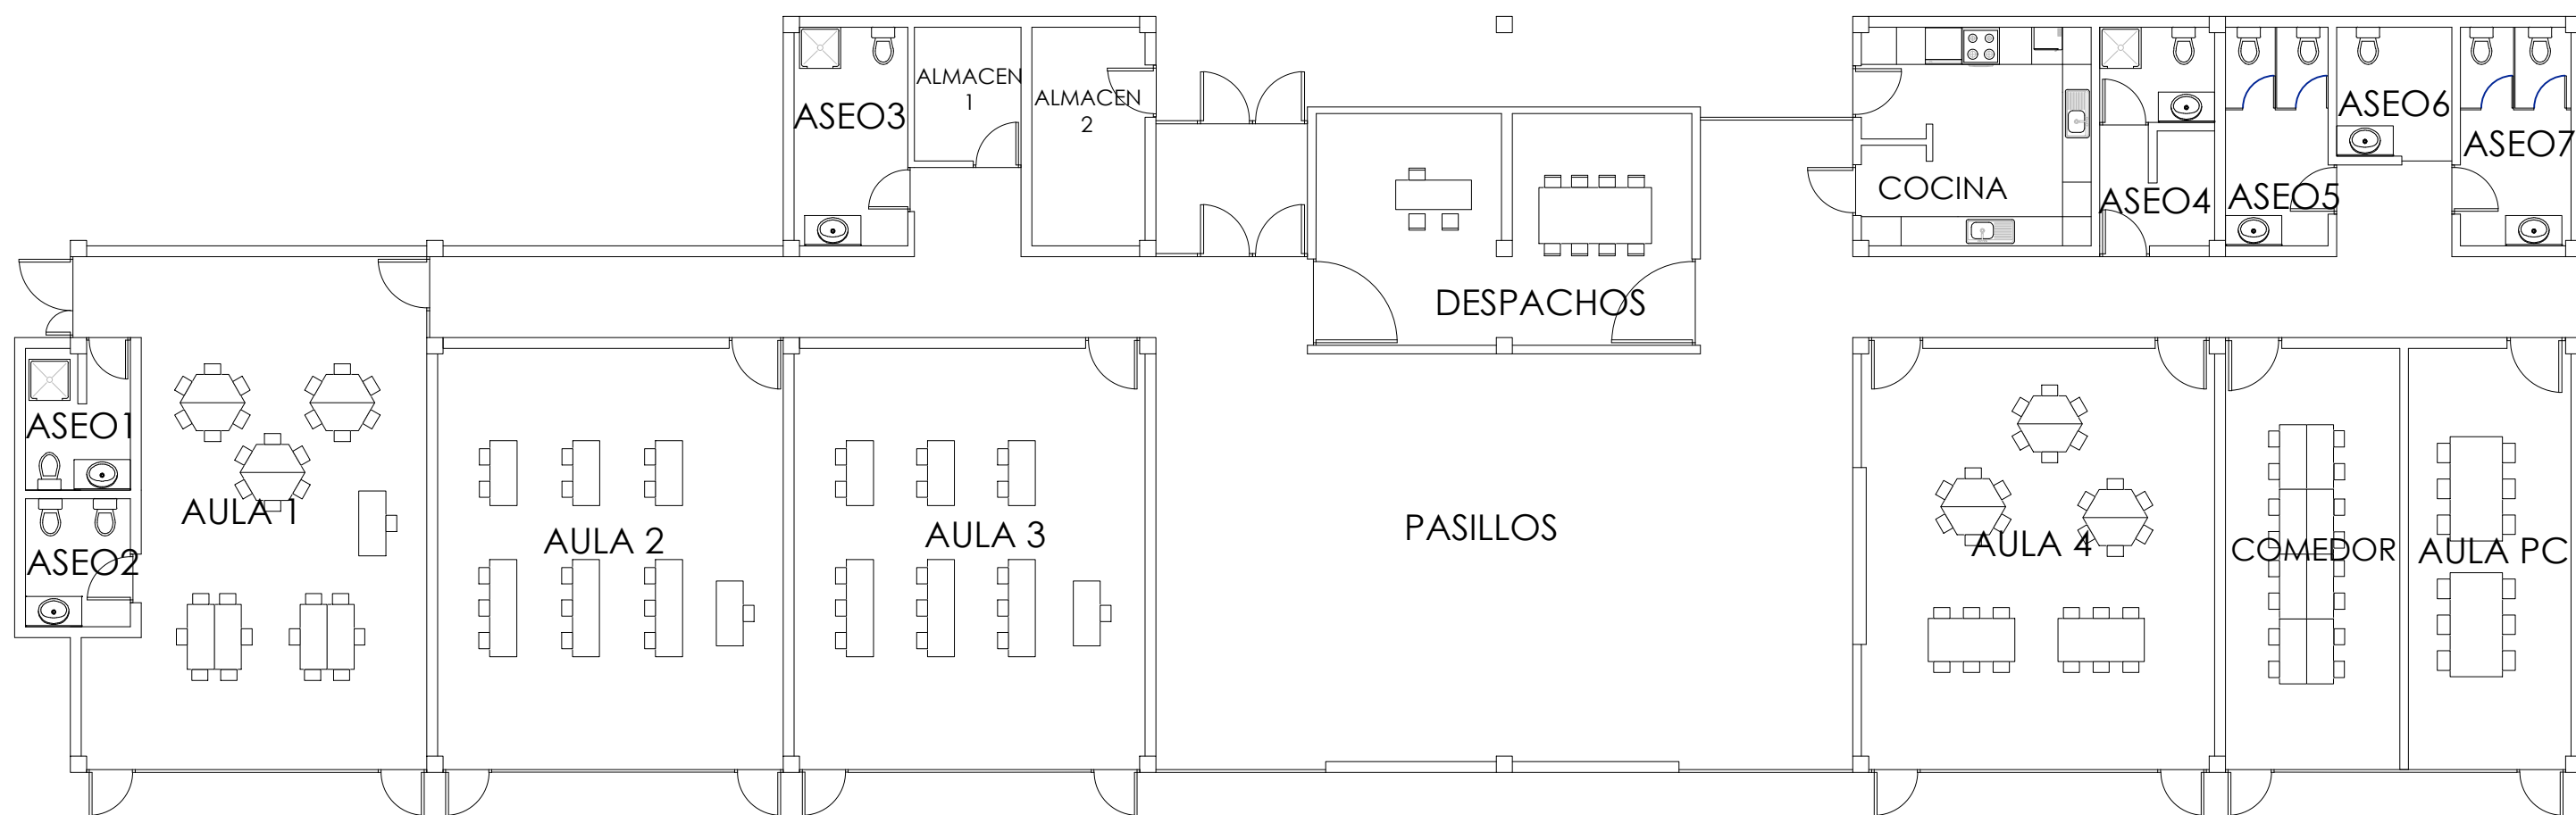 ALMACEN
1
ALMACEN
2
ASEO3
ASEO6
ASEO7
COCINA
ASEO4
ASEO5
DESPACHOS
ASEO1
AULA 1
AULA 2
AULA 3
PASILLOS
AULA 4
COMEDOR
AULA PC
ASEO2